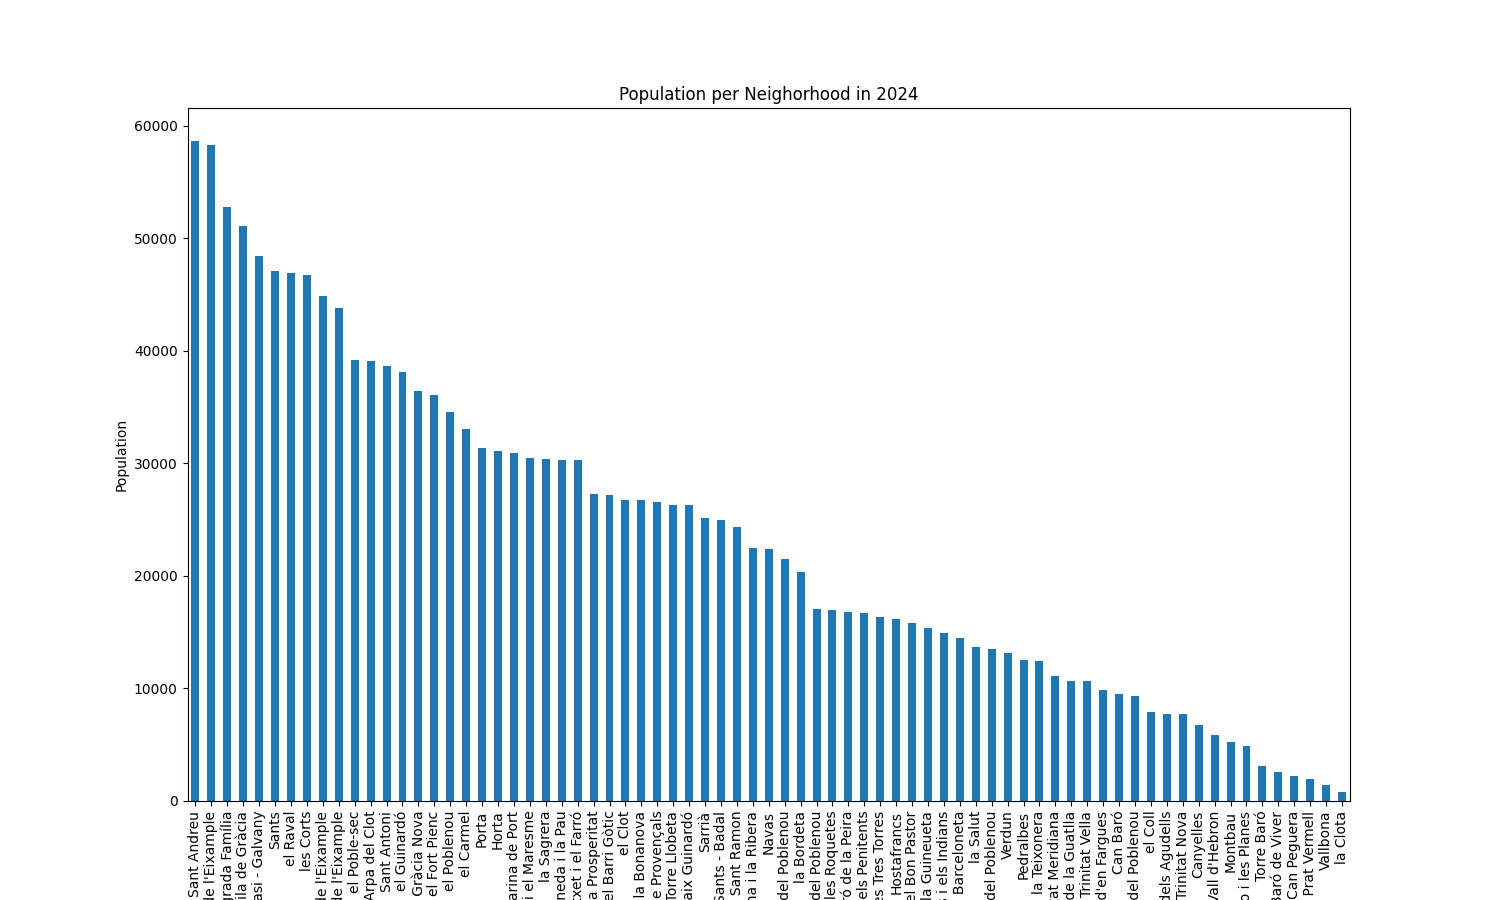 Population per Neighorhood in 2024
60000
50000
40000
30000
20000
10000
0
Population
Sant Andreu
de l'Eixample
grada Família
ila de Gràcia
asi - Galvany
Sants
el Raval
les Corts
de l'Eixample
de l'Eixample
el Poble-sec
Arpa del Clot
Sant Antoni
el Guinardó
Gràcia Nova
el Fort Pienc
el Poblenou
el Carmel
Porta
Horta
arina de Port
i el Maresme
la Sagrera
neda i la Pau
txet i el Farró
a Prosperitat
el Barri Gòtic
el Clot
la Bonanova
e Provençals
Torre Llobeta
aix Guinardó
Sarrià
Sants - Badal
Sant Ramon
na i la Ribera
Navas
del Poblenou
la Bordeta
del Poblenou
les Roquetes
ró de la Peira
els Penitents
es Tres Torres
Hostafrancs
el Bon Pastor
la Guineueta
s i els Indians
Barceloneta
la Salut
del Poblenou
Verdun
Pedralbes
la Teixonera
at Meridiana
de la Guatlla
Trinitat Vella
d'en Fargues
Can Baró
del Poblenou
el Coll
dels Agudells
Trinitat Nova
Canyelles
Vall d'Hebron
Montbau
o i les Planes
Torre Baró
Baró de Viver
Can Peguera
Prat Vermell
Vallbona
la Clota